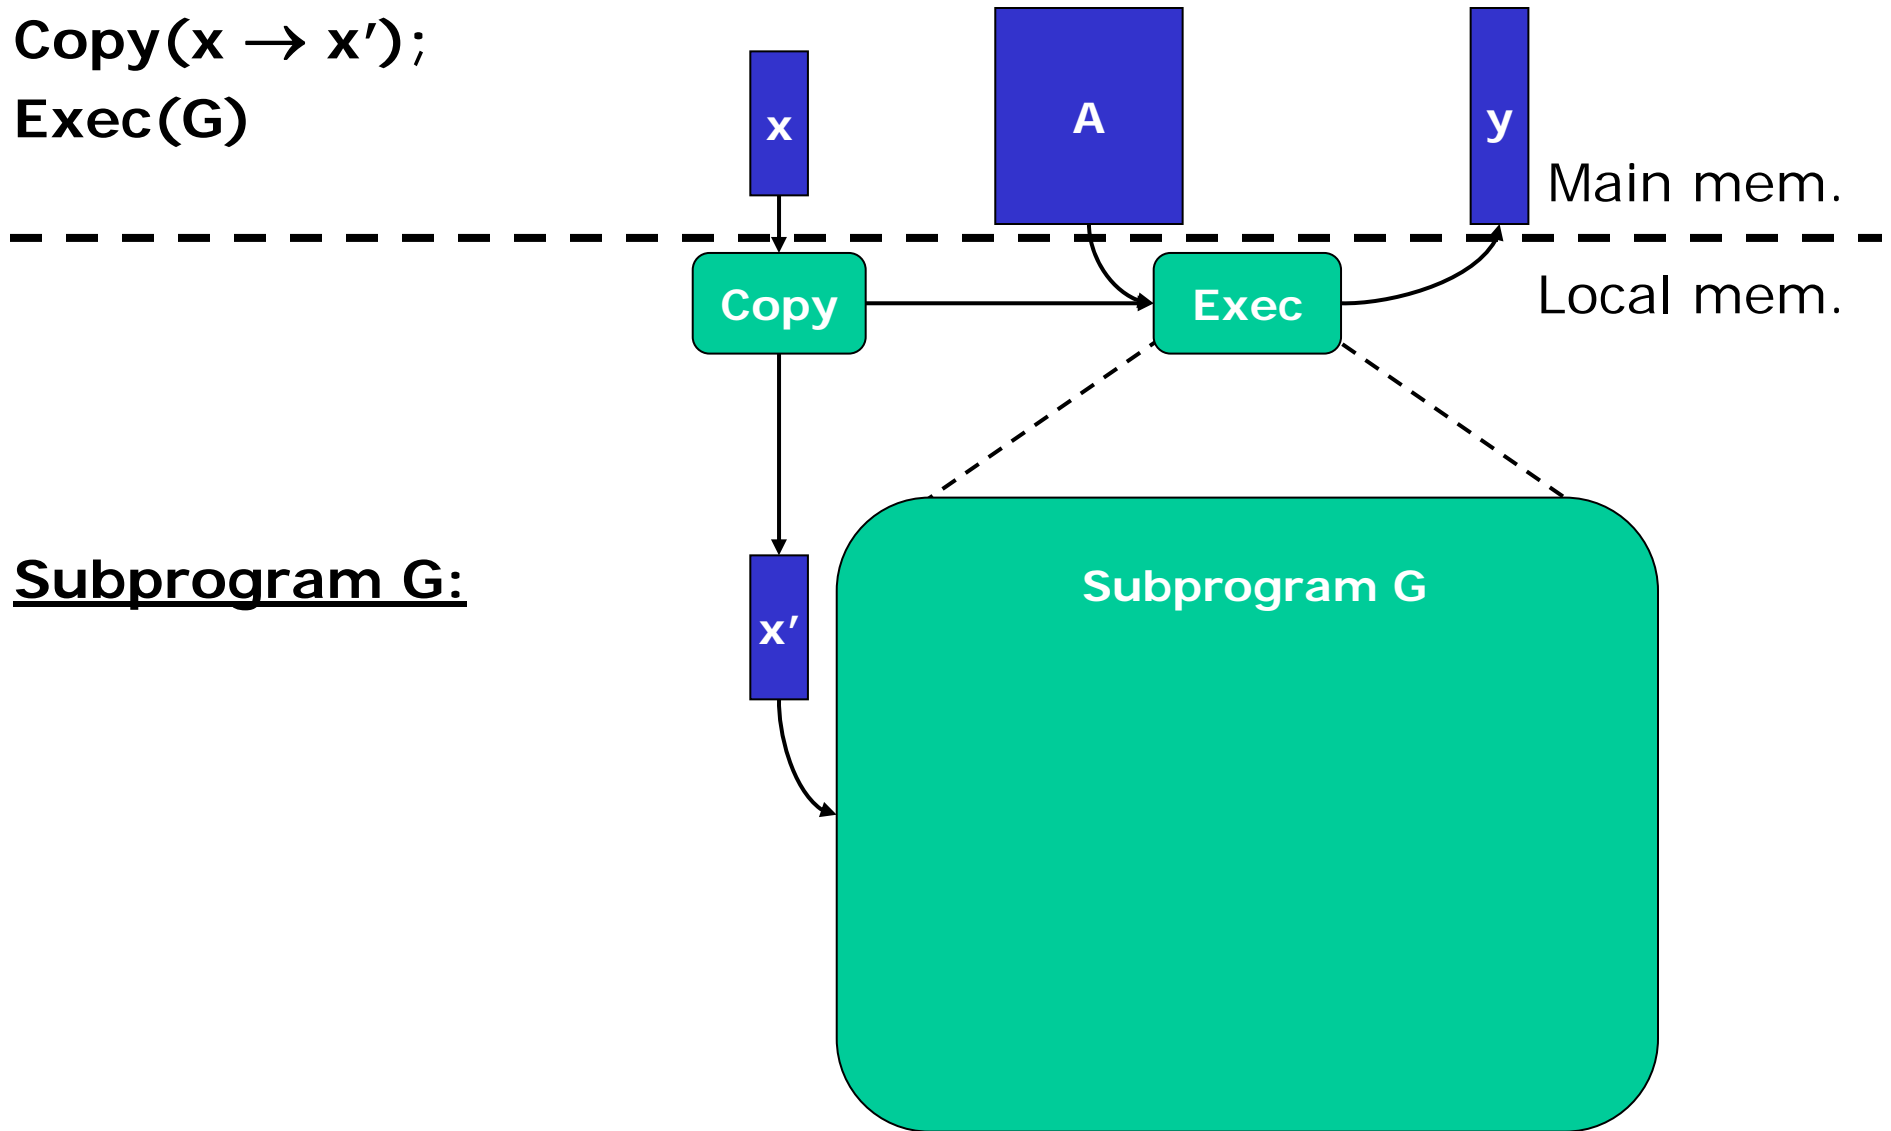 Copy(x → x′);
Exec(G)
x
A
y
Main mem.
Copy
Exec
Local mem.
Subprogram G:
x′
Subprogram G